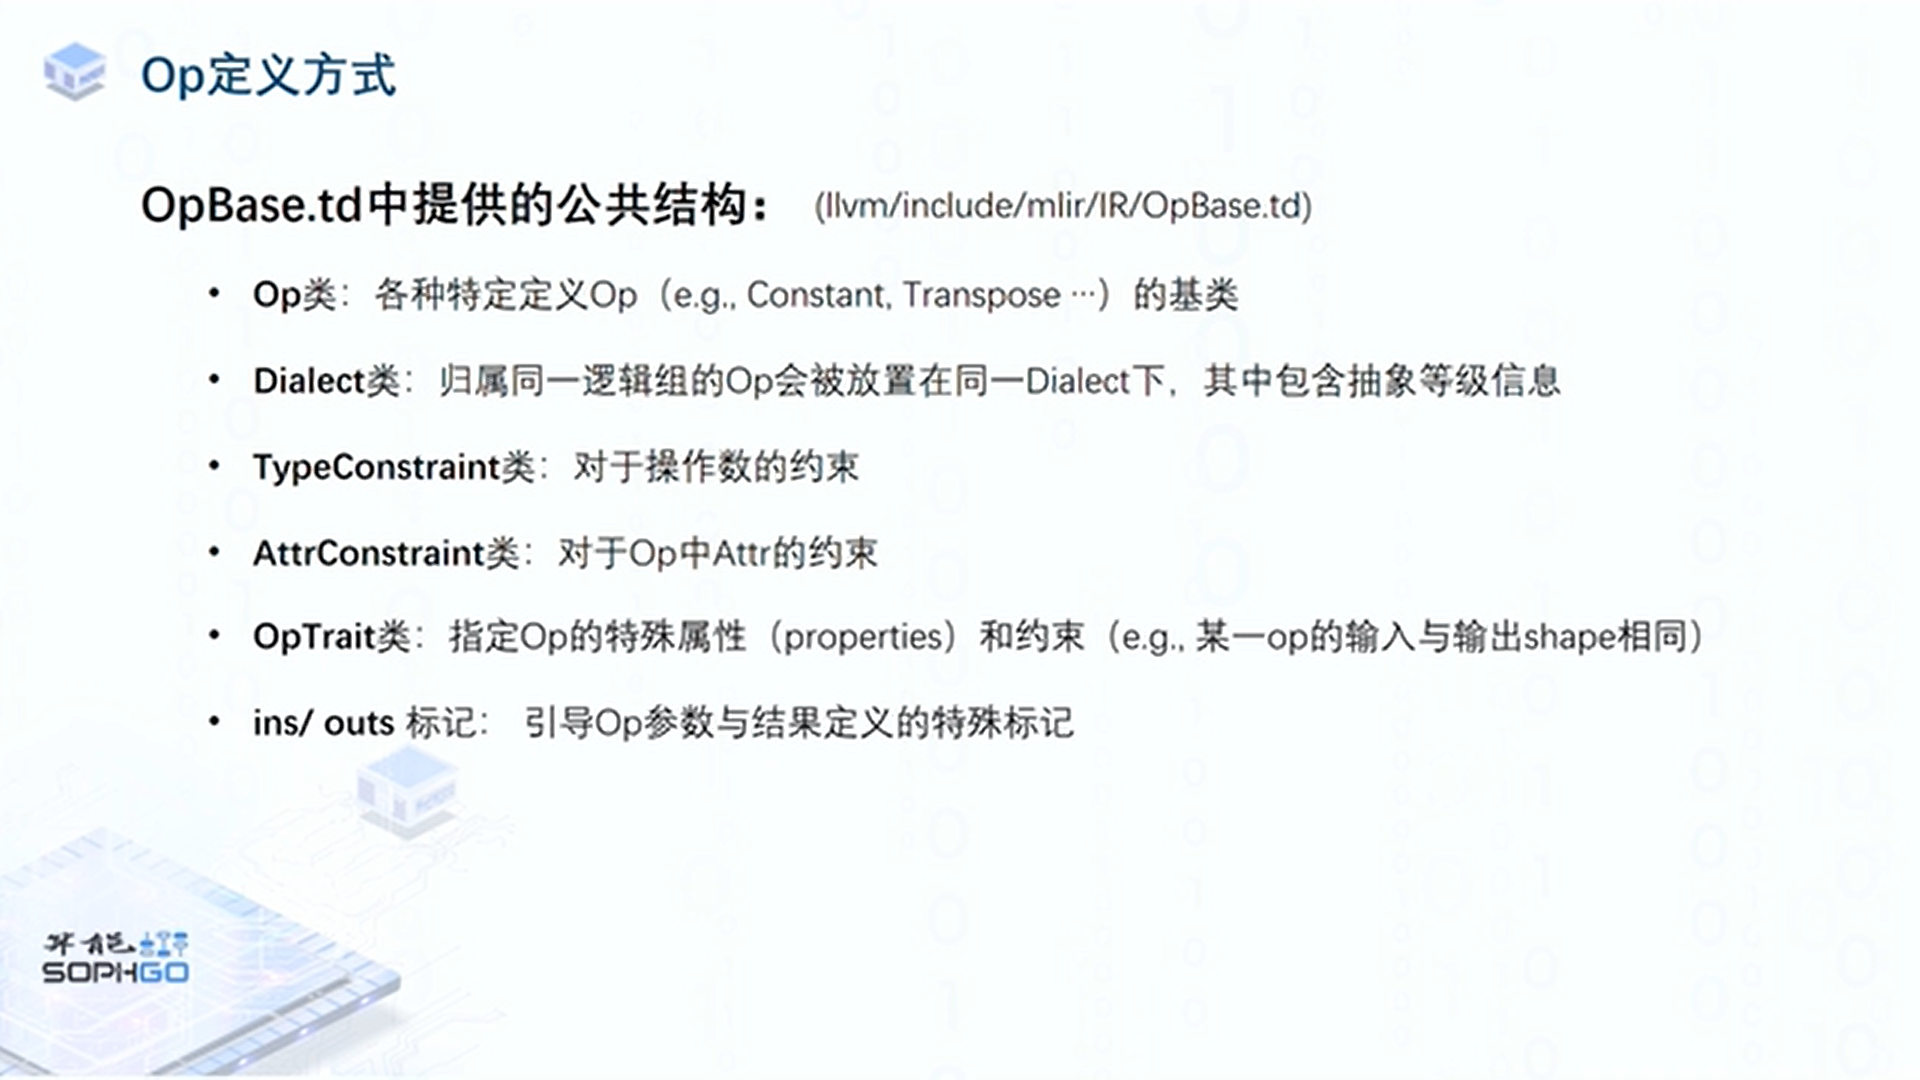 Op定义方式
OpBase.td中提供的公共结构： (llvm/include/mlir/IR/OpBase.td)
• Op类：各种特定定义Op（e.g., Constant, Transpose ···）的基类
• Dialect类：归属同一逻辑组的Op会被放置在同一Dialect下，其中包含抽象等级信息
• TypeConstraint类：对于操作数的约束
• AttrConstraint类：对于Op中Attr的约束
• OpTrait类：指定Op的特殊属性（properties）和约束（e.g., 某一op的输入与输出shape相同）
• ins/ outs 标记： 引导Op参数与结果定义的特殊标记
算能
SOPHGO